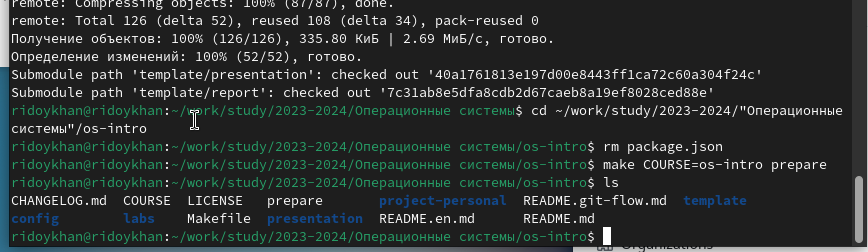 remote: Compressing objects: 100% (87/87), done.
remote: Total 126 (delta 52), reused 108 (delta 34), pack-reused 0
Получение объектов: 100% (126/126), 335.80 КиБ | 2.69 МиБ/с, готово.
Определение изменений: 100% (52/52), готово.
Submodule path 'template/presentation': checked out '40a1761813e197d00e8443ff1ca72c60a304f24c'
Submodule path 'template/report': checked out '7c31ab8e5dfa8cdb2d67caeb8a19ef8028ced88e'
ridoykhan@ridoykhan:~/work/study/2023-2024/Операционные системы$ cd ~/work/study/2023-2024/"Операционные
системы"/os-intro
ridoykhan@ridoykhan:~/work/study/2023-2024/Операционные системы/os-intro$ rm package.json
ridoykhan@ridoykhan:~/work/study/2023-2024/Операционные системы/os-intro$ make COURSE=os-intro prepare
ridoykhan@ridoykhan:~/work/study/2023-2024/Операционные системы/os-intro$ ls
CHANGELOG.md COURSE LICENSE prepare project-personal README.git-flow.md template
config labs Makefile presentation README.en.md README.md
ridoykhan@ridoykhan:~/work/study/2023-2024/Операционные системы/os-intro$